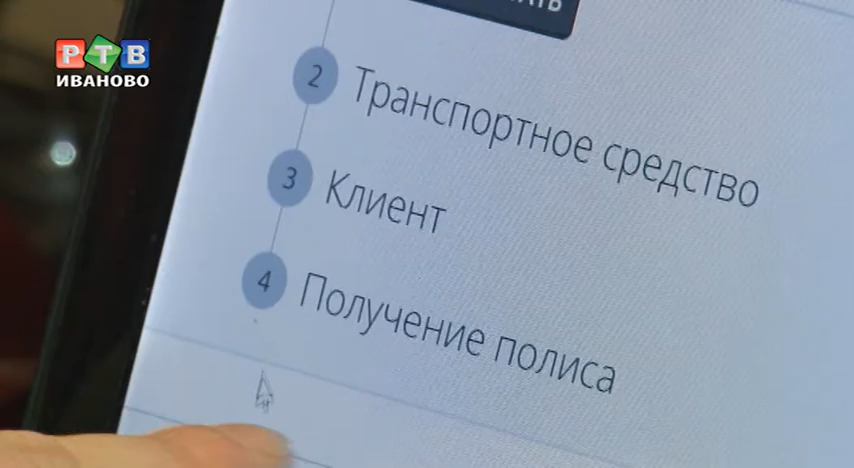 РТВ
ИВАНОВО
2 Транспортное средство
3 Клиент
4 Получение полиса